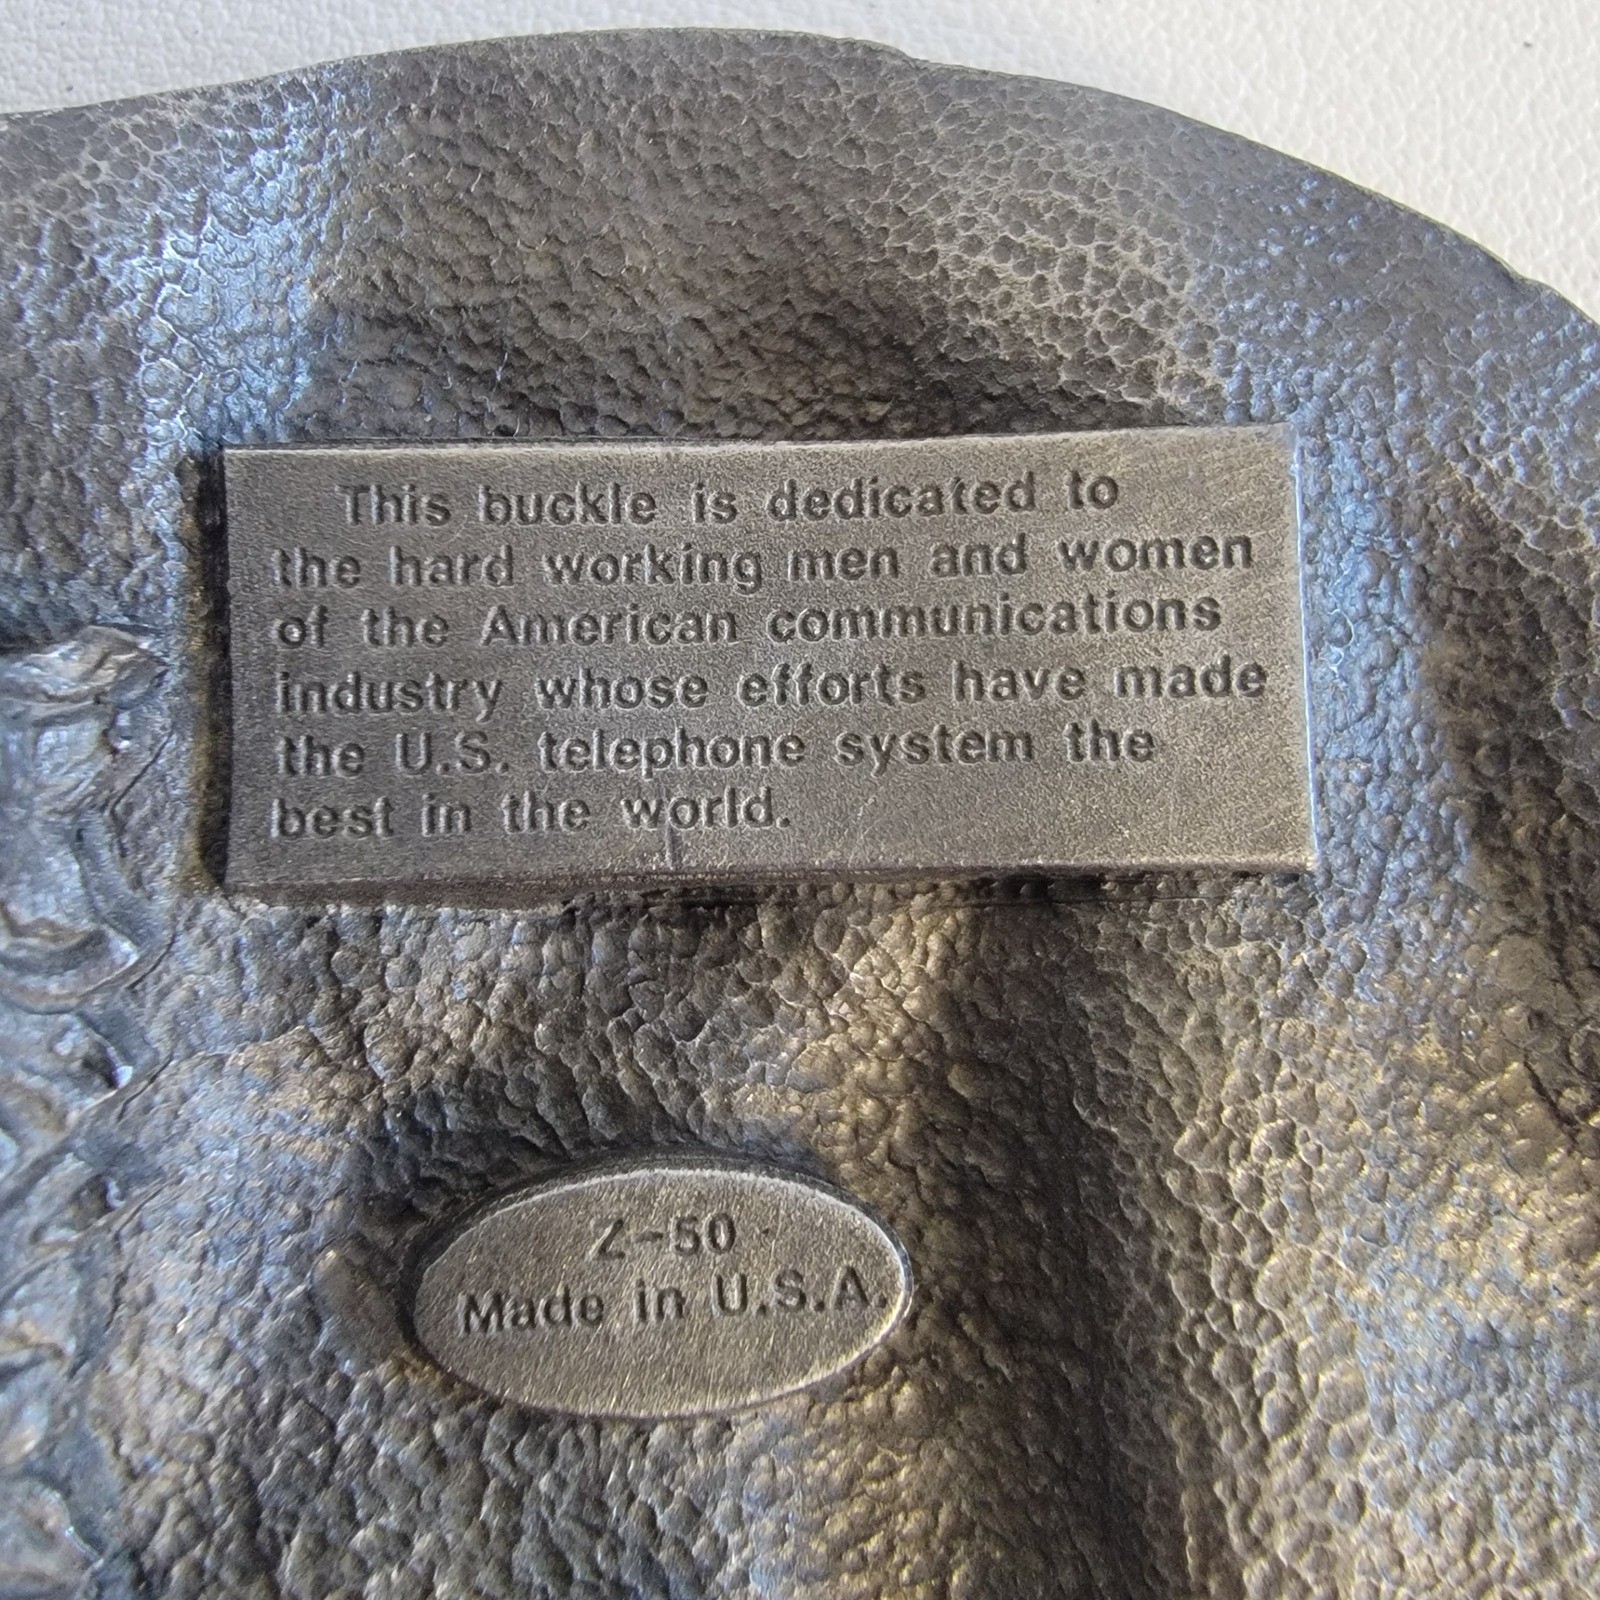 This buckle is dedicated to
the hard working men and women
of the American communications
industry whose efforts have made
the U.S. telephone system the
best in the world.
Z-50
Made in U.S.A.